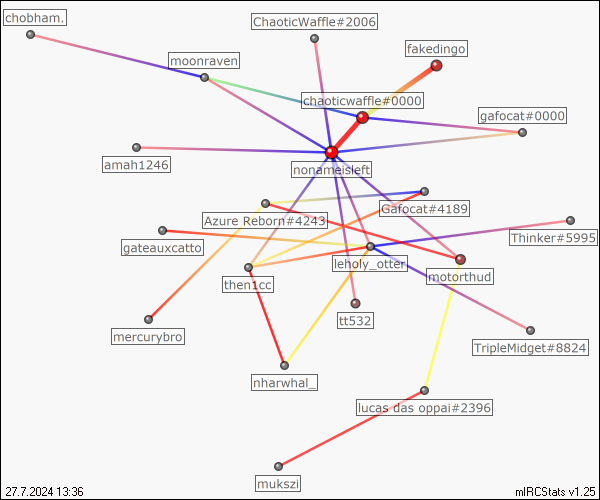 chobham.
ChaoticWaffle#2006
fakedingo
moonraven
chaoticwaffle#0000
gafocat#0000
amah1246
nonameisleft
Azure Reborn#4243
Gafocat#4189
gateauxcatto
Thinker#5995
leholy_otter
then1cc
motorthud
tt532
mercurybro
TripleMidget#8824
nharwhal_
lucas das oppai#2396
mukszi
27.7.2024 13:36
mIRCStats v1.25